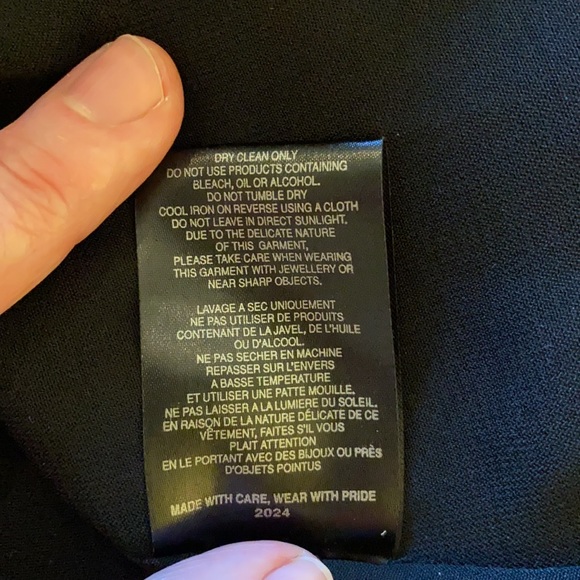 DRY CLEAN ONLY
DO NOT USE PRODUCTS CONTAINING
BLEACH, OIL OR ALCOHOL.
DO NOT TUMBLE DRY
COOL IRON ON REVERSE USING A CLOTH
DO NOT LEAVE IN DIRECT SUNLIGHT.
DUE TO THE DELICATE NATURE
OF THIS GARMENT,
PLEASE TAKE CARE WHEN WEARING
THIS GARMENT WITH JEWELLERY OR
NEAR SHARP OBJECTS.
LAVAGE A SEC UNIQUEMENT
NE PAS UTILISER DE PRODUITS
CONTENANT DE LA JAVEL, DE L'HUILE
OU D'ALCOOL.
NE PAS SECHER EN MACHINE
REPASSER SUR L'ENVERS
A BASSE TEMPERATURE
ET UTILISER UNE PATTE MOUILLE,
NE PAS LAISSER A LA LUMIERE DU SOLEIL.
EN RAISON DE LA NATURE DÉLICATE DE CE
VÊTEMENT, FAITES S'IL VOUS
PLAIT ATTENTION
EN LE PORTANT AVEC DES BIJOUX OU PRÈS
D'OBJETS POINTUS
MADE WITH CARE, WEAR WITH PRIDE
2024